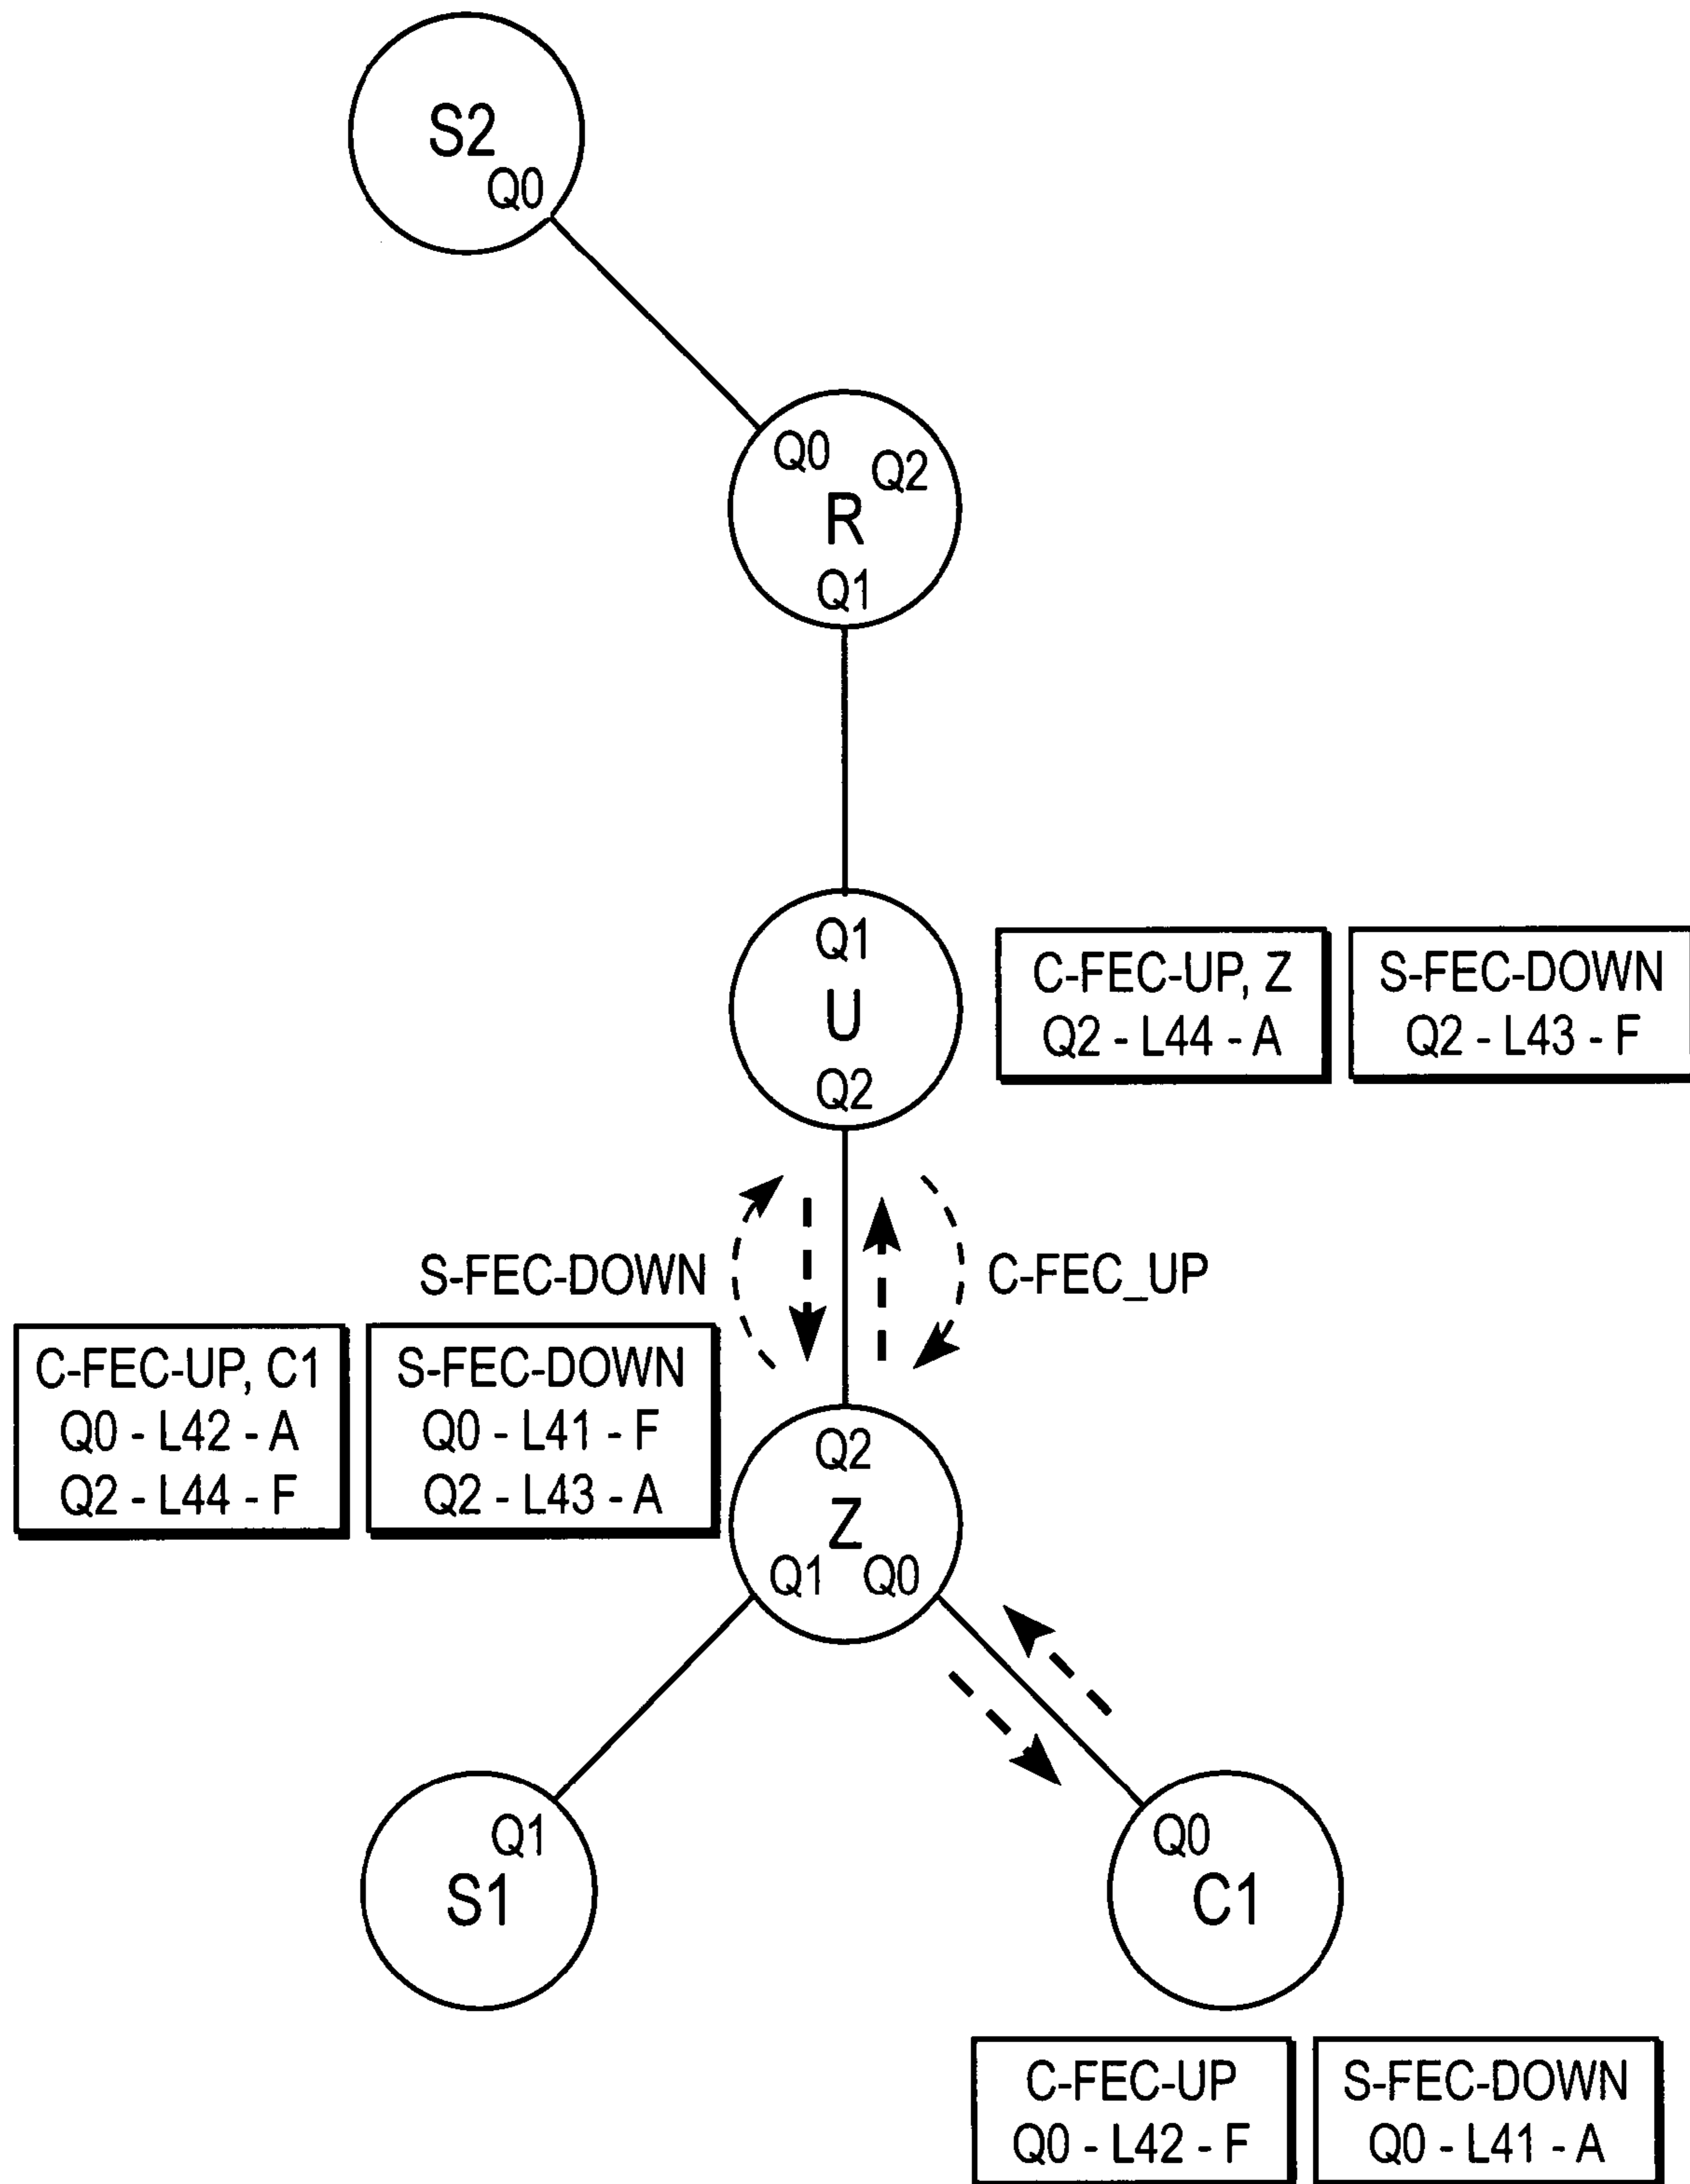 S2
Q0
Q0
Q2
R
Q1
Q1
U
Q2
C-FEC-UP, Z
Q2 - L44 - A
S-FEC-DOWN
Q2 - L43 - F
S-FEC-DOWN
C-FEC_UP
C-FEC-UP, C1
Q0 - L42 - A
Q2 - L44 - F
S-FEC-DOWN
Q0 - L41 - F
Q2 - L43 - A
Q2
Z
Q1 Q0
Q1
S1
Q0
C1
C-FEC-UP
Q0 - L42 - F
S-FEC-DOWN
Q0 - L41 - A